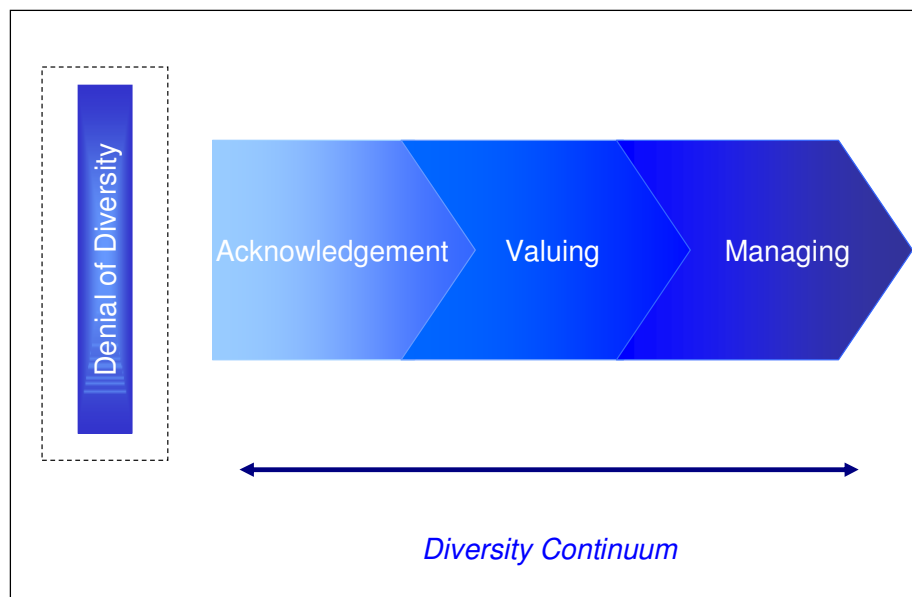 Denial of Diversity
Acknowledgement
Valuing
Managing
Diversity Continuum